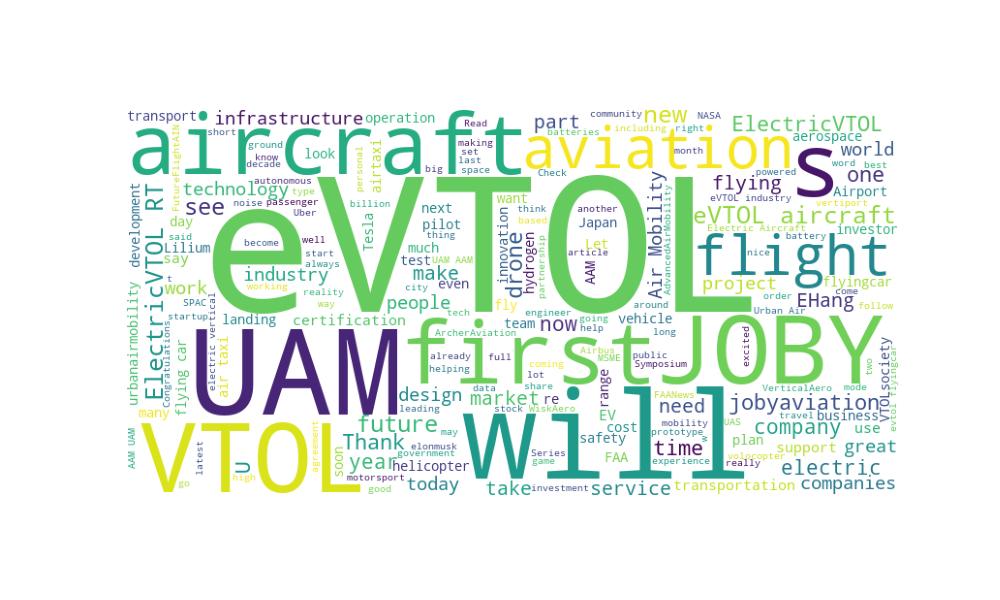 transport infrastructure operation part community new NASA
Read batteries including right ElectricVTOL
aircraft aviation s
short ground know decade look making set last space month aerospace world
FutureFlightAIN personal airtaxi big Check word best one
autonomous technology type flying powered Airport
development RT see noise passenger want think another Japan eVTOL industry vertiport
day Uber billion Tesla next pilot innovation based drone Let AAM Air Mobility AdvancedAirMobility eVTOL aircraft investor
said Lilium say become well much article Electric Aircraft
eVTOL
flight
start always test hydrogen partnership battery nice
t work industry make even UAM AAM project flyingcar
SPAC working reality city fly order EHang come follow
startup way people tech engineer around Urban Air
urbanairmobility ElectricVTOL Congratulations electric vertical landing certification team now going help vehicle long
UAM first JOBY
ArcherAviation Airbus MSME public Symposium excited two
flying car air taxi already full helping coming lot
design data share range FAANews VerticalAero mode VTOLsociety evtol flyingcar
many leading market re EV need jobyaviation travel business
stock WiskAero mobility UAS
future elonmusk may cost prototype w plan company use
VTOL will
AAM UAM latest U agreement soon Thank government Series game safety time volocopter support great
year helicopter FAA experience really electric
go high motorsport good today take investment service transportation companies